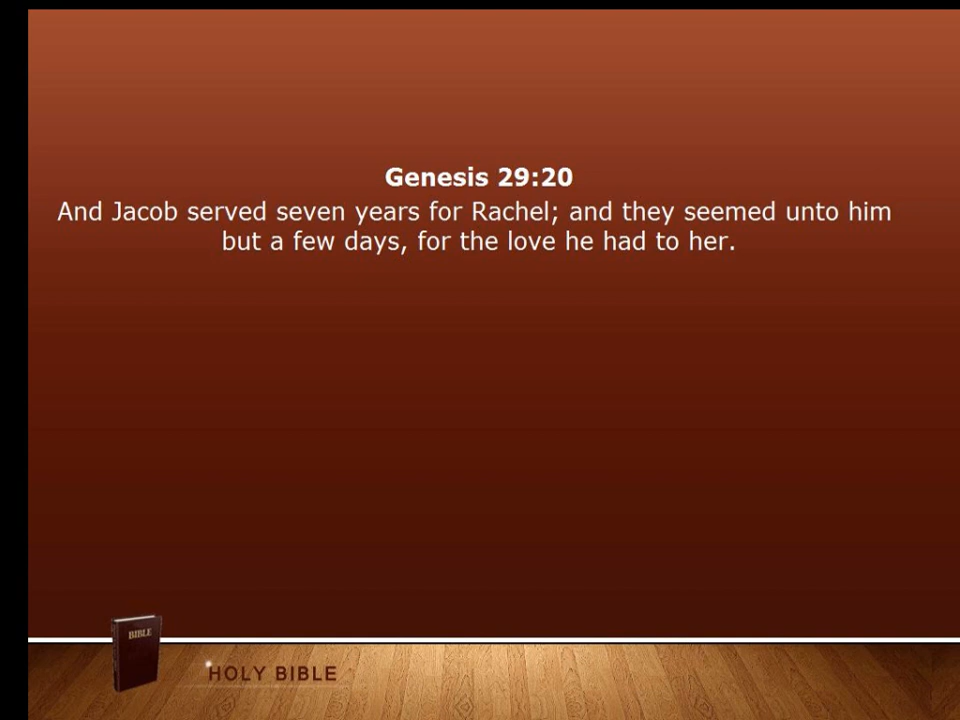 Genesis 29:20
And Jacob served seven years for Rachel; and they seemed unto him
but a few days, for the love he had to her.
BIBLE
HOLY BIBLE